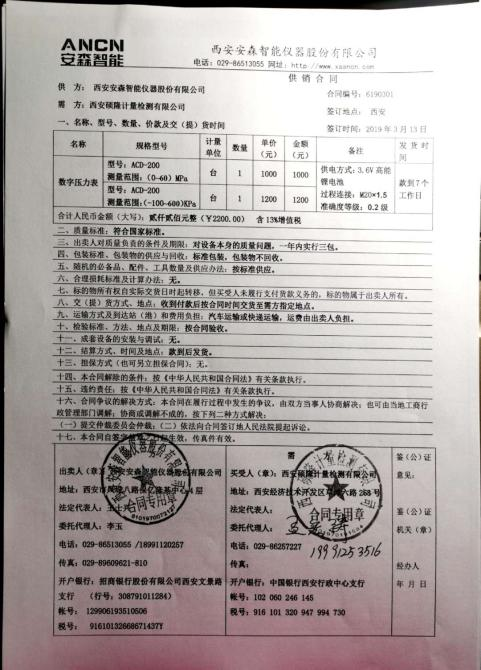 ANCN
安森智能
西安安森智能仪器股份有限公司
电话：029-86513055 网址：http://www.xaancn.com
供销合同
供 方： 西安安森智能仪器股份有限公司
合同编号：6190301
需 方：西安硕隆计量检测有限公司
签订地点： 西安
一、名称、型号、数量、价款及交（提）货时间
签订时间：2019年3月13日
名称 规格型号 计量单位 数量 单价（元） 金额（元） 备注 发货时间
数字压力表
型号：ACD-200
测量范围：(0-60) MPa
台 1 1000 1000
型号：ACD-200
测量范围：(-100-600)KPa
台 1 1200 1200
供电方式：3.6V高能锂电池
过程连接：M20×1.5
准确度等级：0.2级
款到7个工作日
合计人民币金额（大写）：贰仟贰佰元整（￥2200.00） 含13%增值税
二、质量标准：符合国家标准。
三、出卖人对质量负责的条件及期限：对设备本身的质量问题，一年内实行三包。
四、包装标准、包装物的供应与回收：标准包装，包装物不回收。
五、随机的必备品、配件、工具数量及供应办法：按标准供应。
六、合理损耗标准及计算办法：无。
七、标的物所有权自实际交货日时起转移，但买受人未履行支付货款义务的，标的物属于出卖人所有。
八、交（提）货方式、地点：收到付款后按合同时间交货至需方指定地点。
九、运输方式及到达站（港）和费用负担：汽车运输或快递运输，运费由出卖人负担。
十、检验标准、方法、地点及期限：按合同验收。
十一、成套设备的安装与调试：无。
十二、结算方式、时间及地点：款到后发货。
十三、担保方式（也可另立担保合同）：无。
十四、本合同解除的条件：按《中华人民共和国合同法》有关条款执行。
十五、违约责任：按《中华人民共和国合同法》有关条款执行。
十六、合同争议的解决方式：本合同在履行过程中发生的争议，由双方当事人协商解决；也可由当地工商行
政管理部门调解；协商或调解不成的，按下列二种方式解决：
（一）提交仲裁委员会仲裁；（二）依法向合同签订地人民法院提起诉讼。
十七、本合同自签字盖章之日起生效，传真件有效。
出卖人（章）：西安安森智能仪器股份有限公司
委托代理人：李玉
电话：029-86513055 /18991120257
传真：029-89609621-810
开户银行：招商银行股份有限公司西安文景路
支行 （行号：308791011284）
帐号：129906193510506
税号： 91610132668671437Y
合同专用章
需
买受人（章）：西安硕隆计量检测有限公司
地址：西安经济技术开发区草滩六路268号
法定代表人：
委托代理人：
电话：029-86257227
19991253516
传真：
开户银行：中国银行西安行政中心支行
帐号：102 060 246 145
税号：916 101 320 947 994 730
合同专用章
签（公）证
意见：
签（公）证
机关（章）
经办人
年 月 日